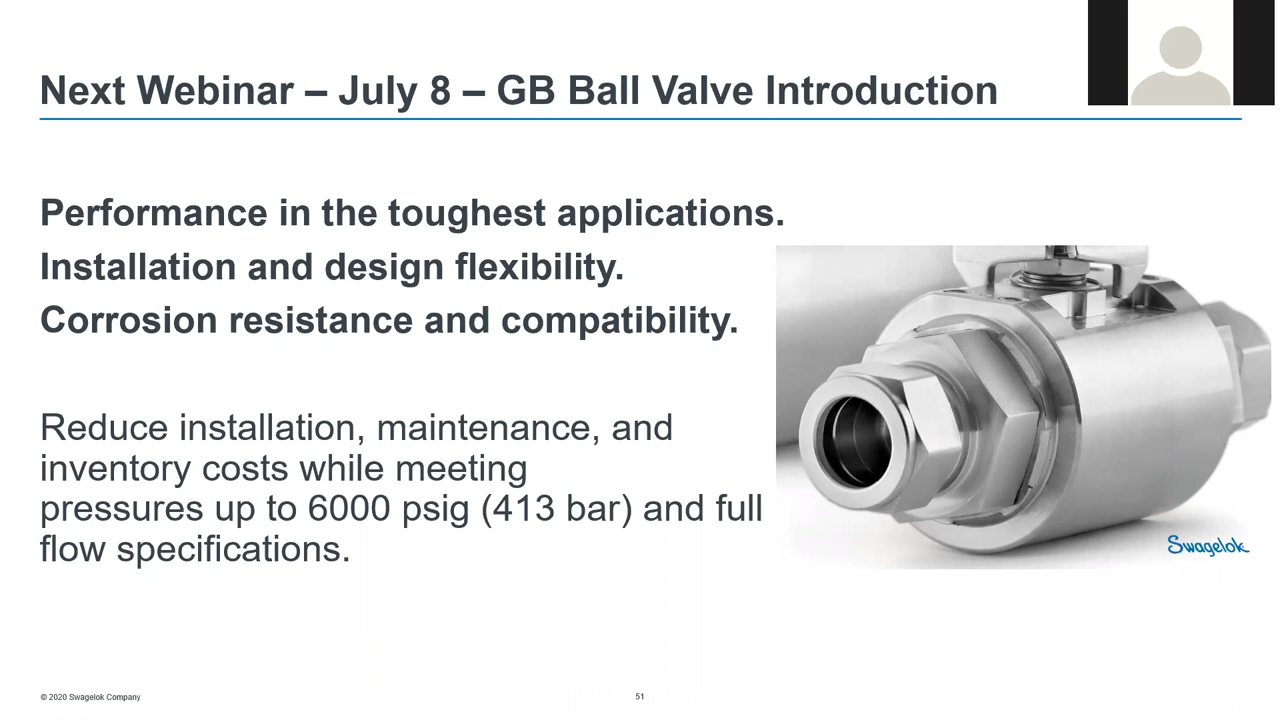 Next Webinar – July 8 – GB Ball Valve Introduction
Performance in the toughest applications.
Installation and design flexibility.
Corrosion resistance and compatibility.
Reduce installation, maintenance, and
inventory costs while meeting
pressures up to 6000 psig (413 bar) and full
flow specifications.
Swagelok
© 2020 Swagelok Company
51